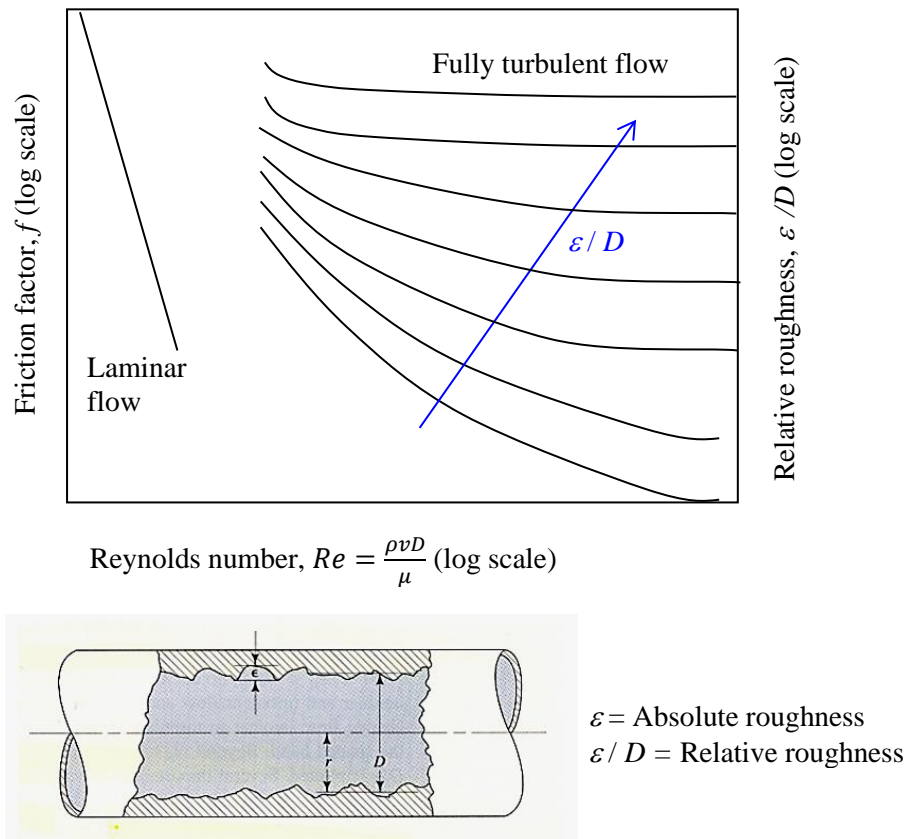 Friction factor, f (log scale)
Fully turbulent flow
ε / D
Laminar
flow
Relative roughness, ε /D (log scale)
Reynolds number, Re = ρvD/μ (log scale)
ϵ
r
D
ε = Absolute roughness
ε / D = Relative roughness